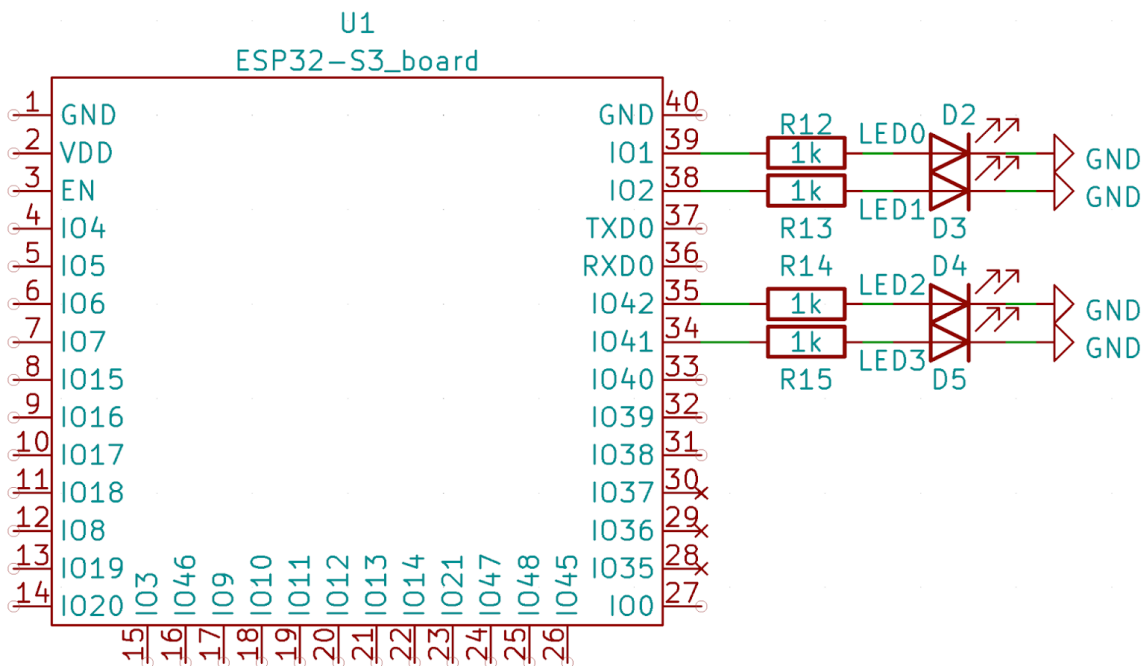 U1
ESP32-S3_board
1 GND
2 VDD
3 EN
4 IO4
5 IO5
6 IO6
7 IO7
8 IO15
9 IO16
10 IO17
11 IO18
12 IO8
13 IO19
14 IO20
15 IO3
16 IO46
17 IO9
18 IO10
19 IO11
20 IO12
21 IO13
22 IO14
23 IO21
24 IO47
25 IO48
26 IO45
GND 40
IO1 39
IO2 38
TXD0 37
RXD0 36
IO42 35
IO41 34
IO40 33
IO39 32
IO38 31
IO37 30
IO36 29
IO35 28
IO0 27
R12
1k
LED0
D2
GND
1k
R13
LED1
D3
GND
R14
1k
LED2
D4
GND
1k
R15
LED3
D5
GND